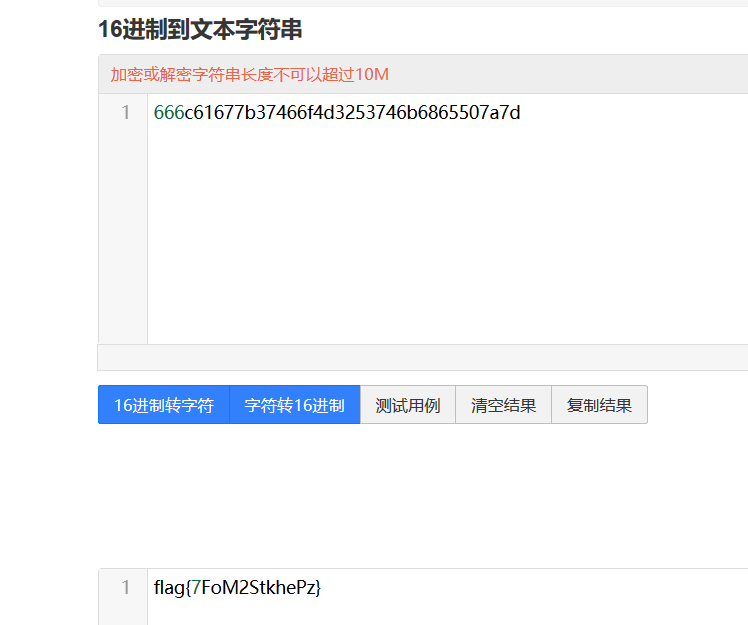 16进制到文本字符串
加密或解密字符串长度不可以超过10M
1 666c61677b37466f4d3253746b6865507a7d
16进制转字符 字符转16进制 测试用例 清空结果 复制结果
1 flag{7FoM2StkhePz}